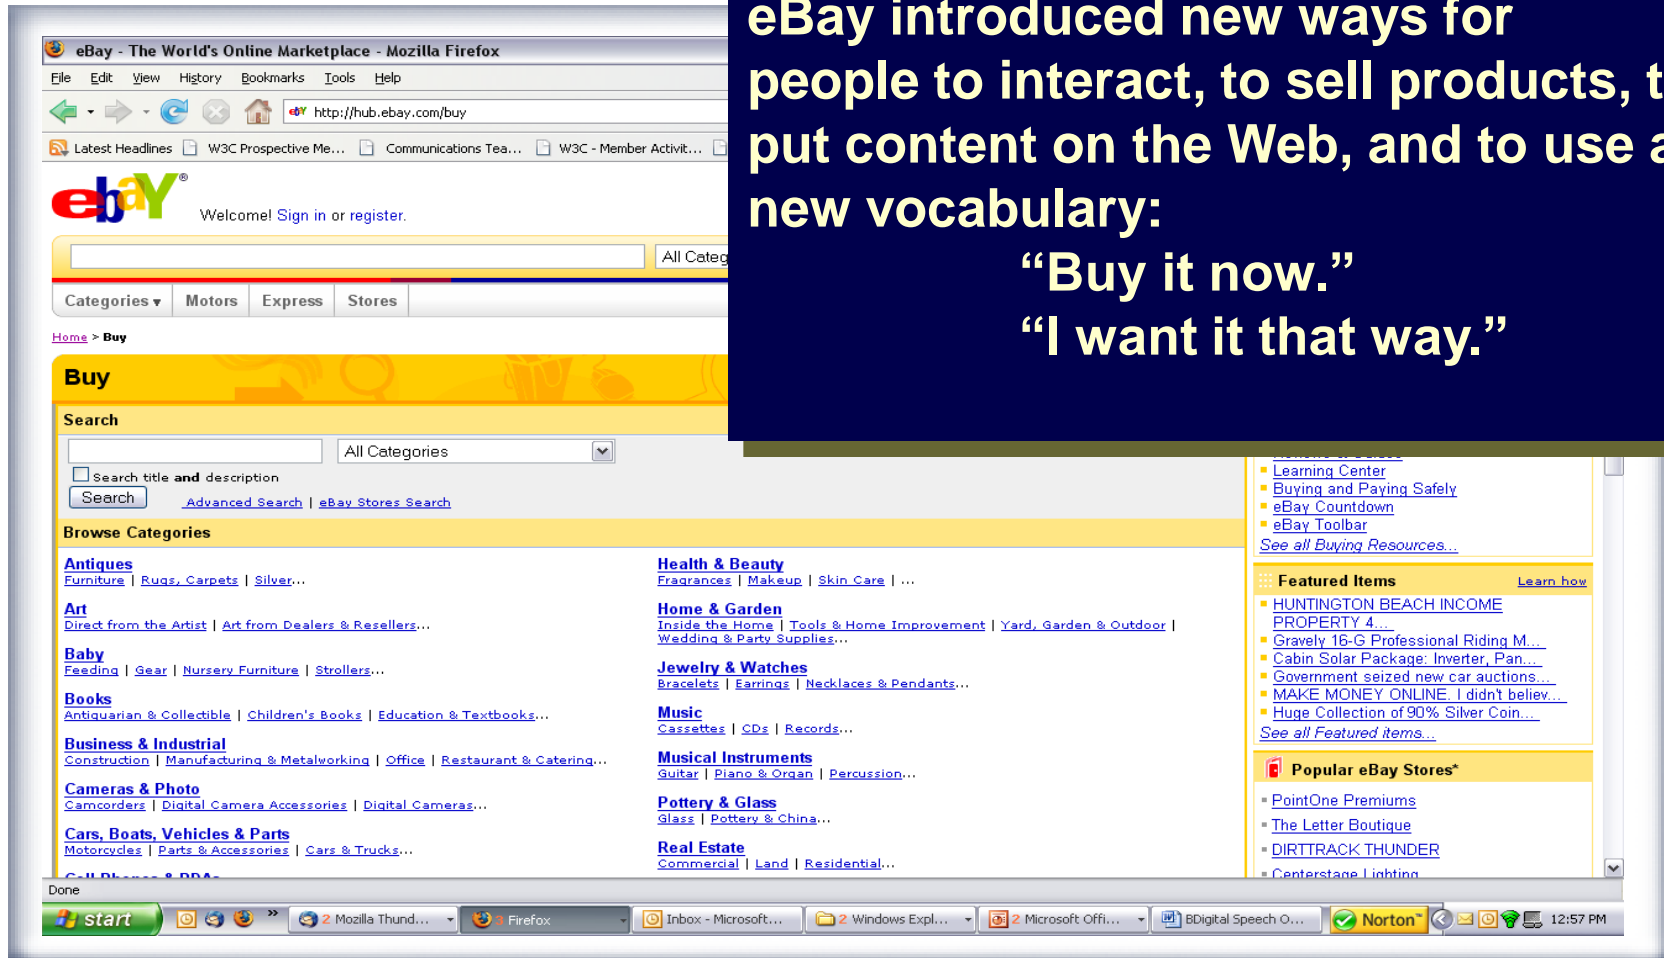 eBay introduced new ways for
people to interact, to sell products, t
put content on the Web, and to use a
new vocabulary:
“Buy it now.”
“I want it that way.”
eBay - The World's Online Marketplace - Mozilla Firefox
File Edit View History Bookmarks Tools Help
http://hub.ebay.com/buy
Latest Headlines W3C Prospective Me... Communications Tea... W3C - Member Activit...
ebaY®
Welcome! Sign in or register.
All Categ
Categories Motors Express Stores
Home > Buy
Buy
Search
All Categories
Search title and description
Search Advanced Search | eBay Stores Search
Browse Categories
Antiques
Furniture | Rugs, Carpets | Silver...
Art
Direct from the Artist | Art from Dealers & Resellers...
Baby
Feeding | Gear | Nursery Furniture | Strollers...
Books
Antiquarian & Collectible | Children's Books | Education & Textbooks...
Business & Industrial
Construction | Manufacturing & Metalworking | Office | Restaurant & Catering...
Cameras & Photo
Camcorders | Digital Camera Accessories | Digital Cameras...
Cars, Boats, Vehicles & Parts
Motorcycles | Parts & Accessories | Cars & Trucks...
Cell Phones & PDAs
Health & Beauty
Fragrances | Makeup | Skin Care | ...
Home & Garden
Inside the Home | Tools & Home Improvement | Yard, Garden & Outdoor |
Wedding & Party Supplies...
Jewelry & Watches
Bracelets | Earrings | Necklaces & Pendants...
Music
Cassettes | CDs | Records...
Musical Instruments
Guitar | Piano & Organ | Percussion...
Pottery & Glass
Glass | Pottery & China...
Real Estate
Commercial | Land | Residential...
Learning Center
Buying and Paying Safely
eBay Countdown
eBay Toolbar
See all Buying Resources...
Featured Items Learn how
HUNTINGTON BEACH INCOME
PROPERTY 4...
Gravely 16-G Professional Riding M...
Cabin Solar Package: Inverter, Pan...
Government seized new car auctions...
MAKE MONEY ONLINE. I didn't believ...
Huge Collection of 90% Silver Coin...
See all Featured items...
Popular eBay Stores*
PointOne Premiums
The Letter Boutique
DIRTTRACK THUNDER
Centerstage Lighting
Done
start » 2 Mozilla Thund... 3 Firefox Inbox - Microsoft... 2 Windows Expl... 2 Microsoft Offi... BDigital Speech O... Norton™ 12:57 PM